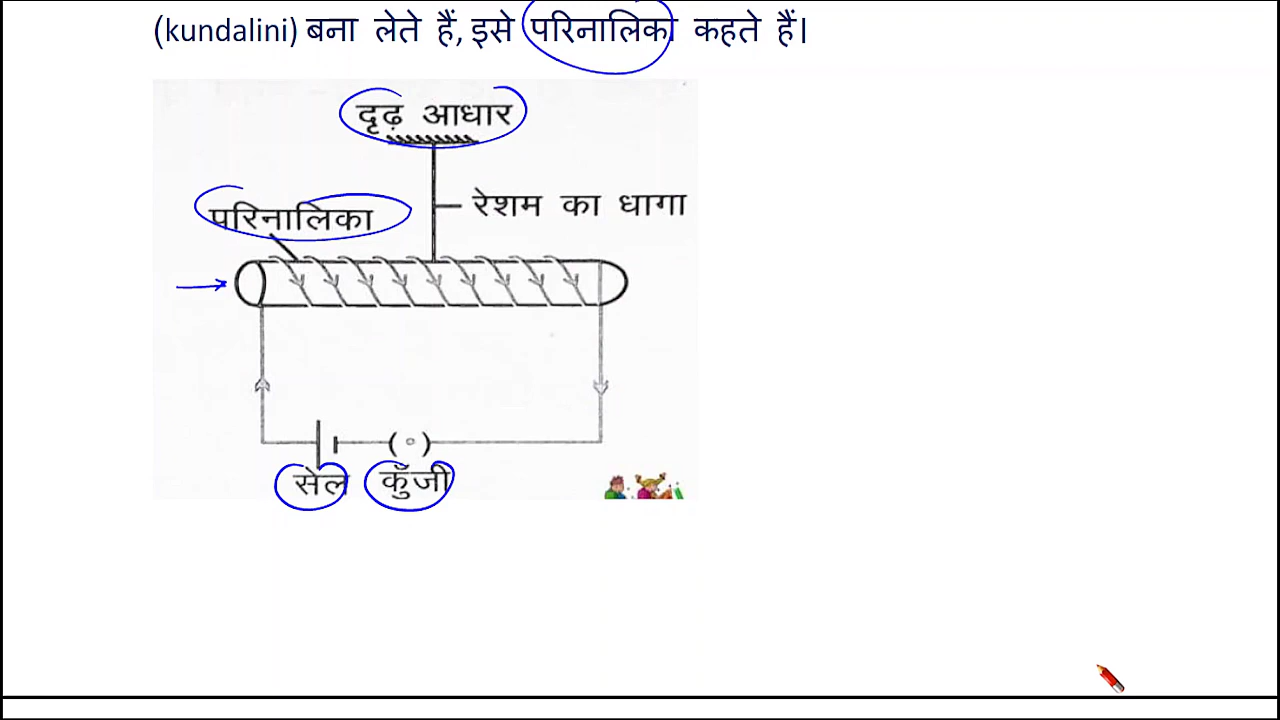 (kundalini) बना लेते हैं, इसे परिनालिका कहते हैं।
दृढ़ आधार
परिनालिका
रेशम का धागा
सेल
कुँजी